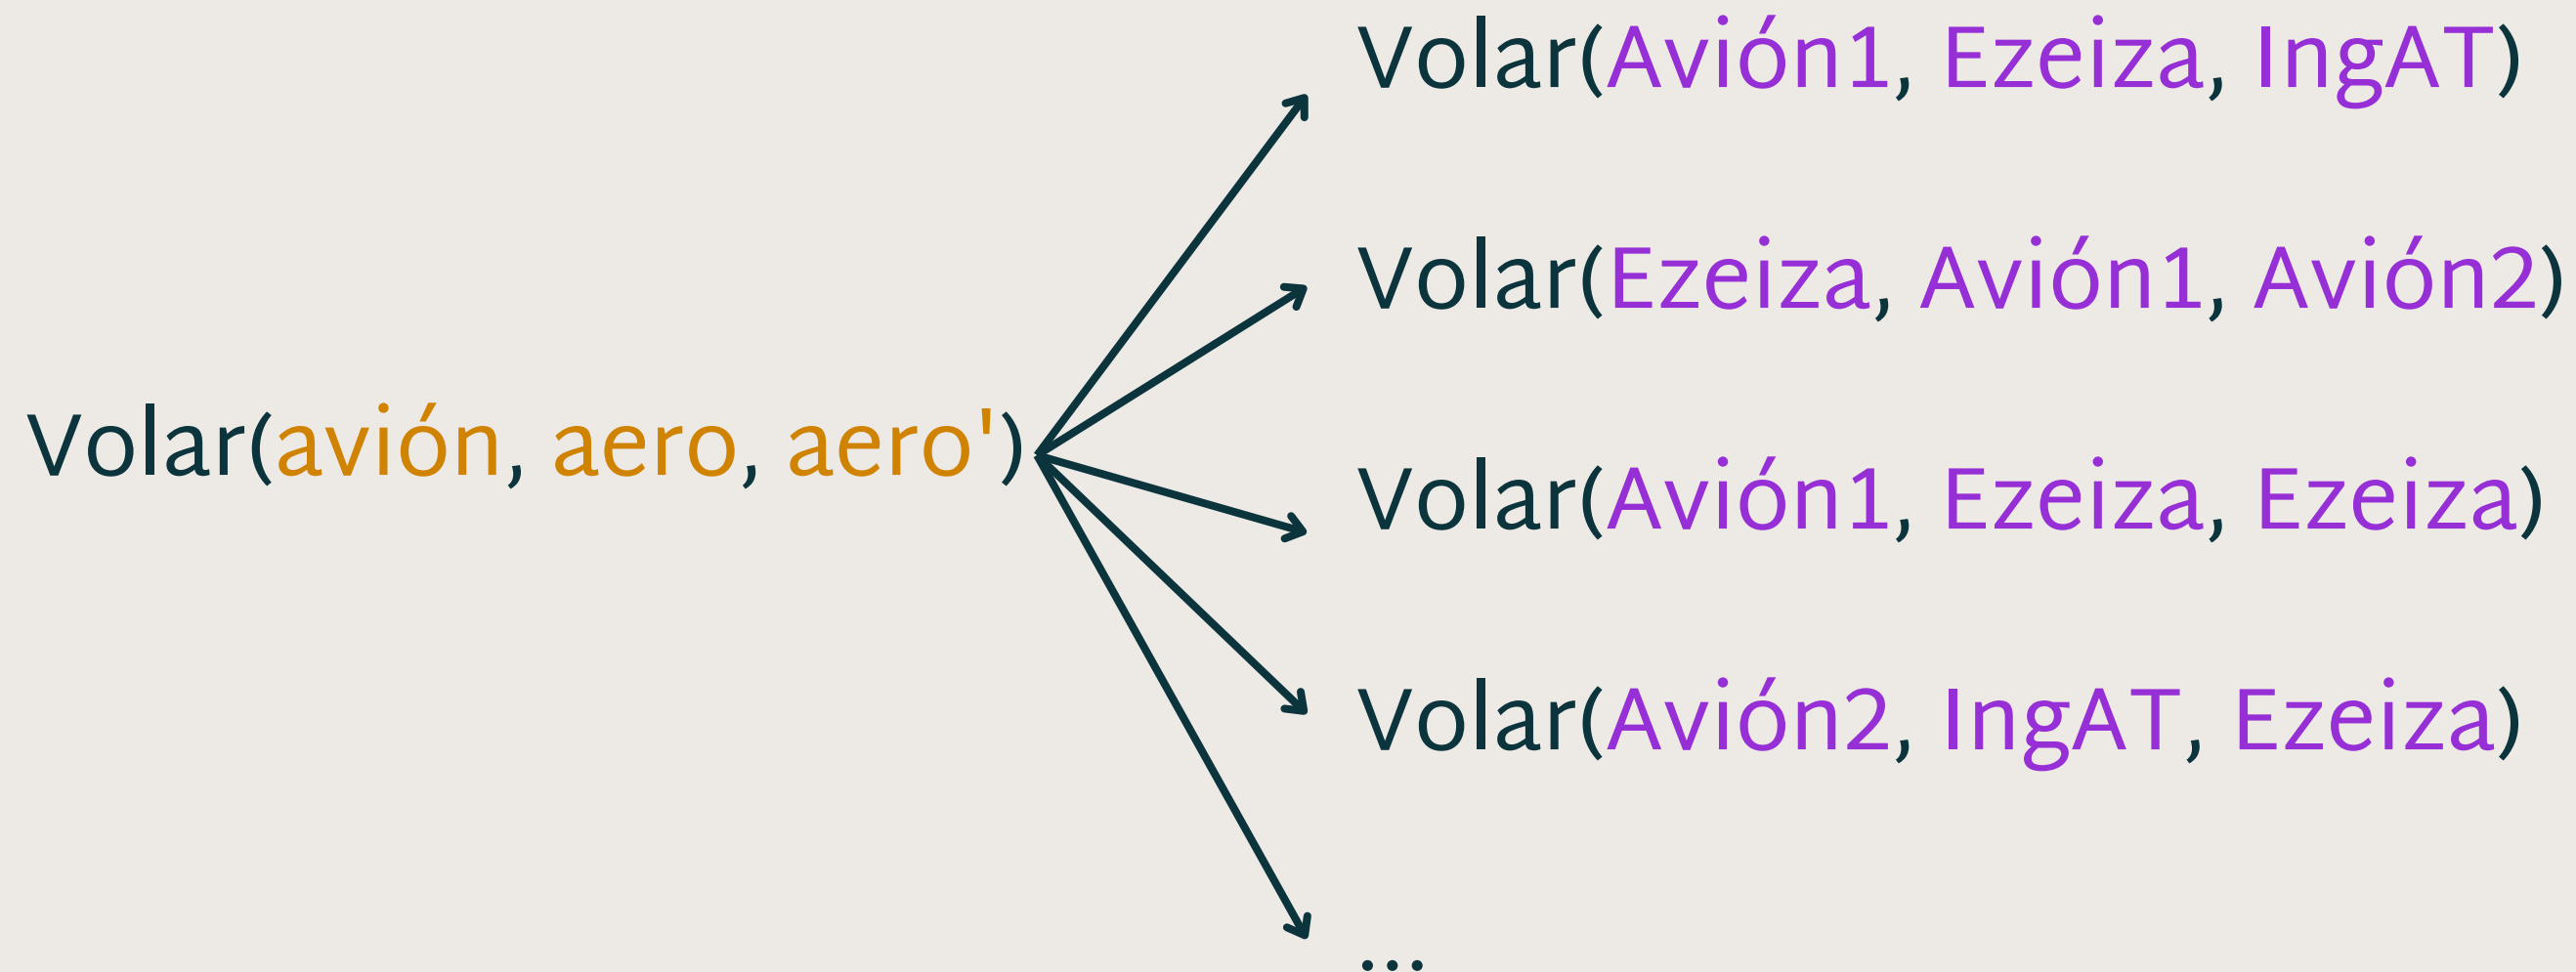 Volar(Avión1, Ezeiza, IngAT)
Volar(Ezeiza, Avión1, Avión2)
Volar(avión, aero, aero')
Volar(Avión1, Ezeiza, Ezeiza)
Volar(Avión2, IngAT, Ezeiza)
...